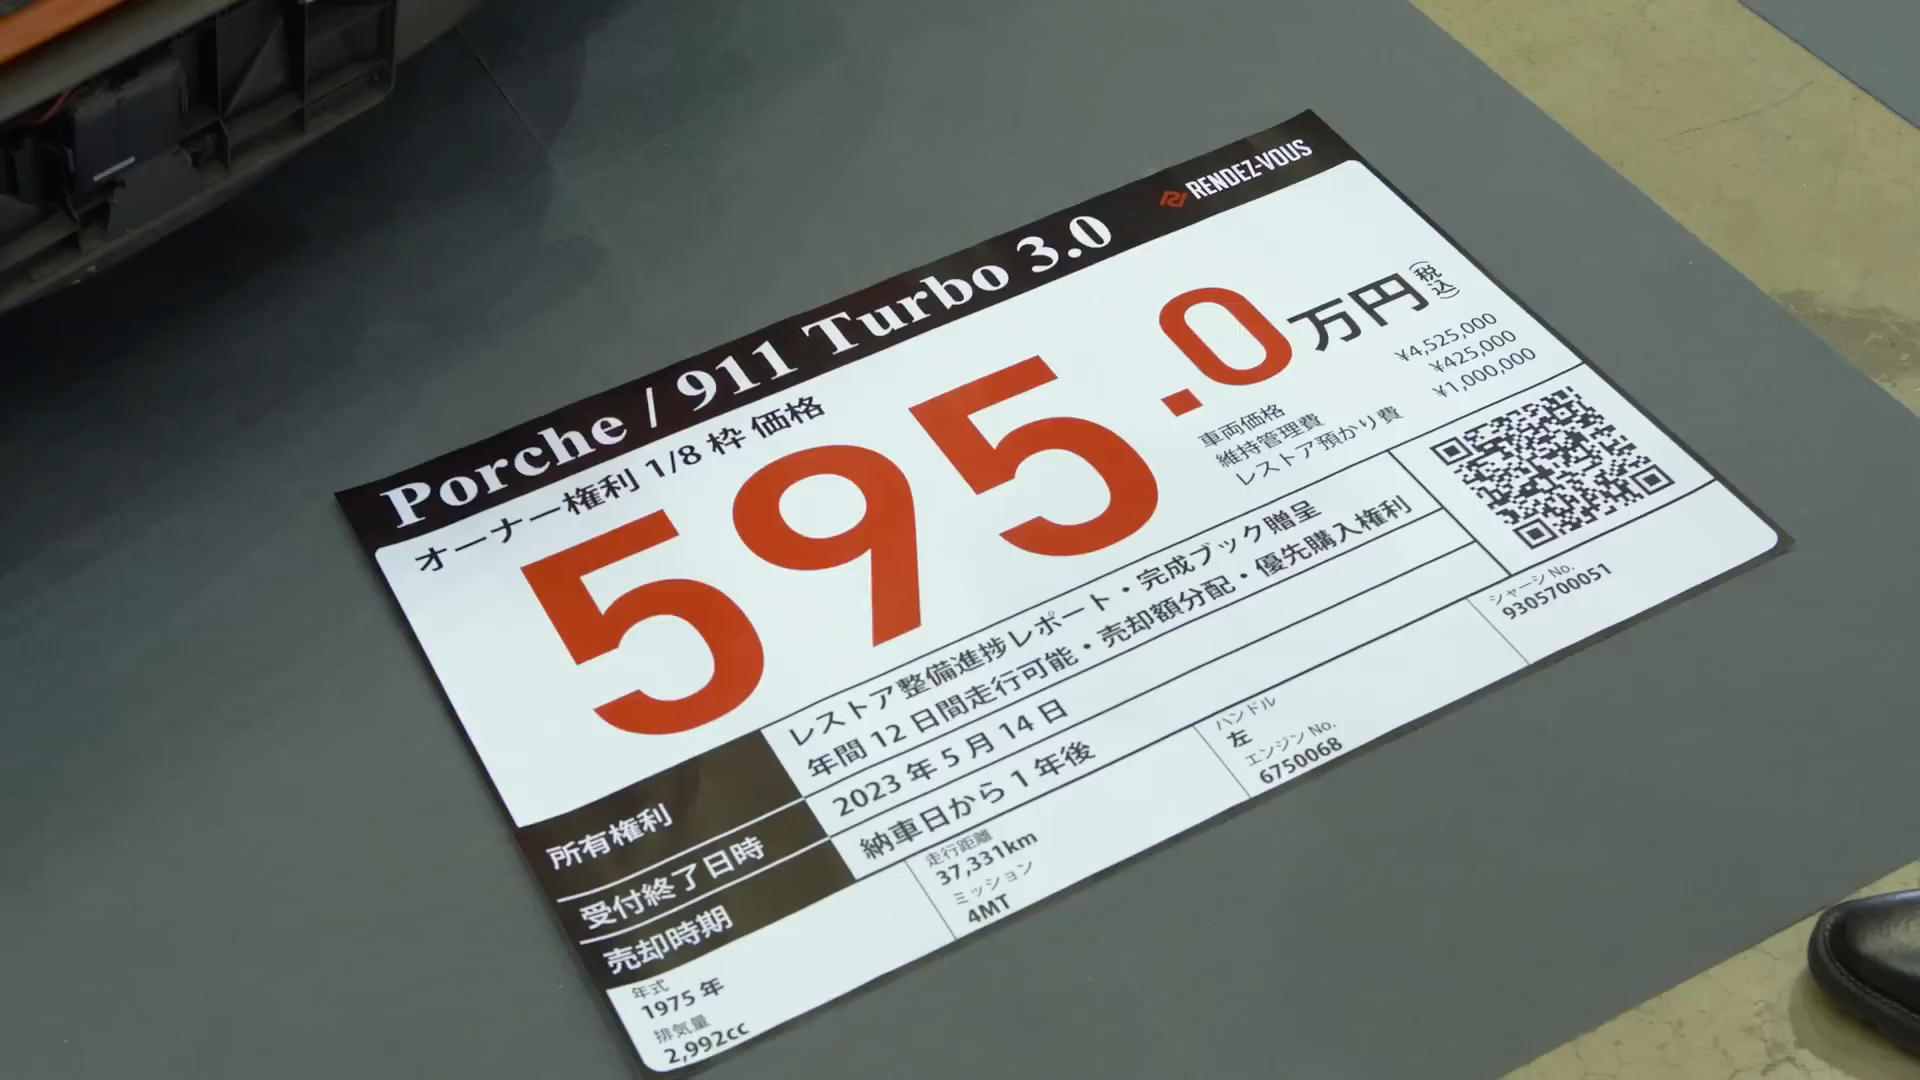 RENDEZ-VOUS
Porche / 911 Turbo 3.0
オーナー権利 1/8 枠 価格
595.0万円(税込)
車両価格 ¥4,525,000
維持管理費 ¥425,000
レストア預かり費 ¥1,000,000
所有権利
レストア整備進捗レポート・完成ブック贈呈
年間 12 日間走行可能・売却額分配・優先購入権利
受付終了日時 2023 年 5 月 14 日
売却時期 納車日から 1 年後
年式
1975 年
排気量
2,992cc
走行距離
37,331km
ミッション
4MT
ハンドル
左
エンジン No.
6750068
シャーシ No.
9305700051